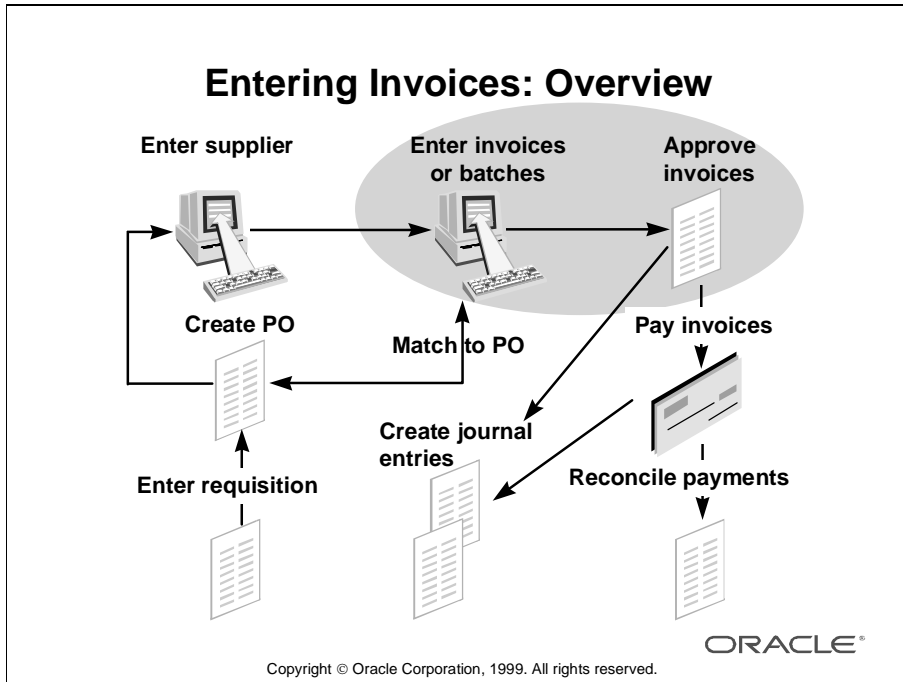 Entering Invoices: Overview
Enter supplier
Enter invoices
or batches
Approve
invoices
Create PO
Match to PO
Pay invoices
Create journal
entries
Enter requisition
Reconcile payments
ORACLE®
Copyright © Oracle Corporation, 1999. All rights reserved.